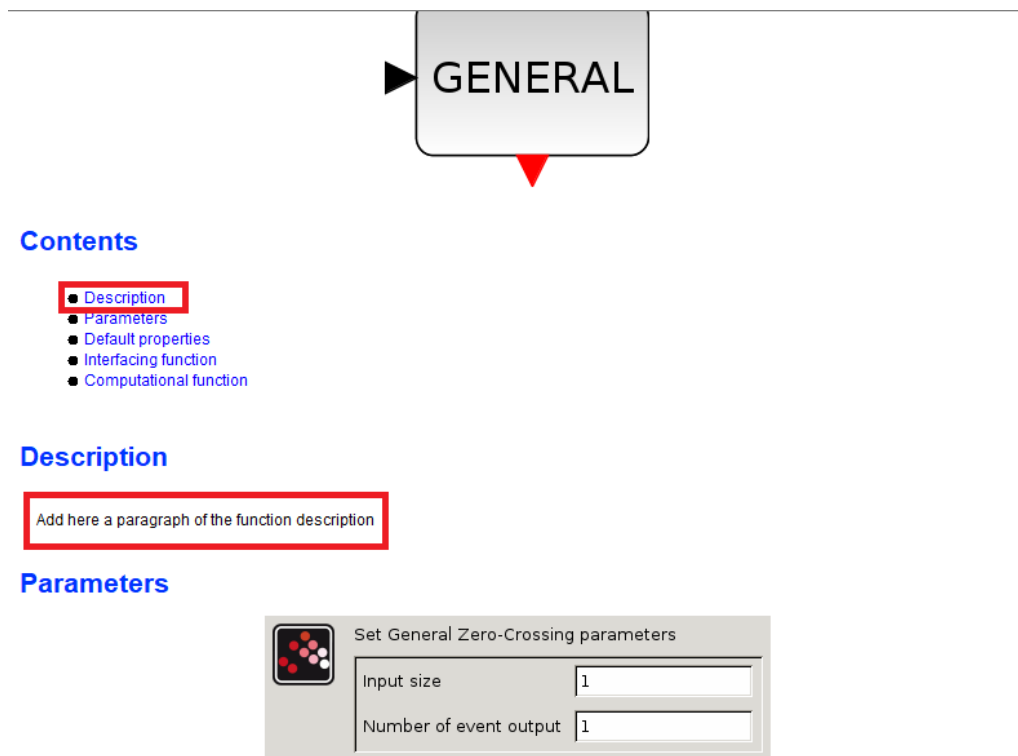 GENERAL
Contents
Description
Parameters
Default properties
Interfacing function
Computational function
Description
Add here a paragraph of the function description
Parameters
Set General Zero-Crossing parameters
Input size 1
Number of event output 1